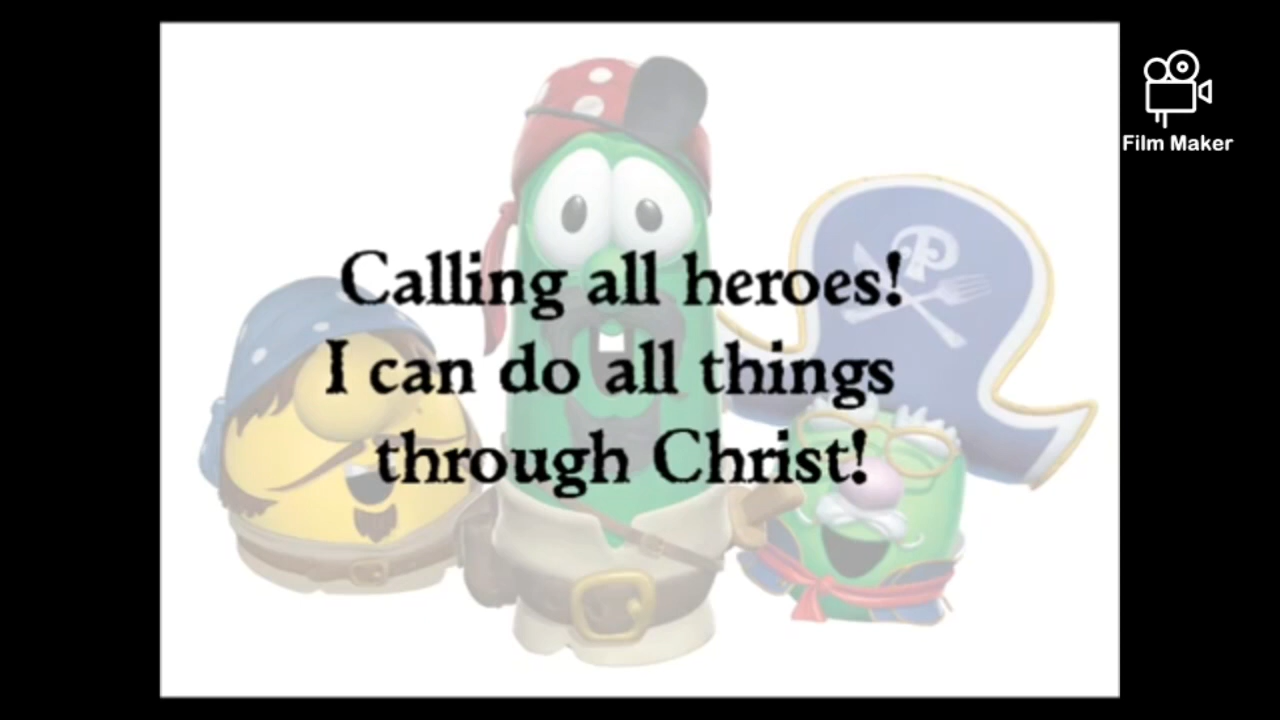 Film Maker
Calling all heroes!
I can do all things
through Christ!